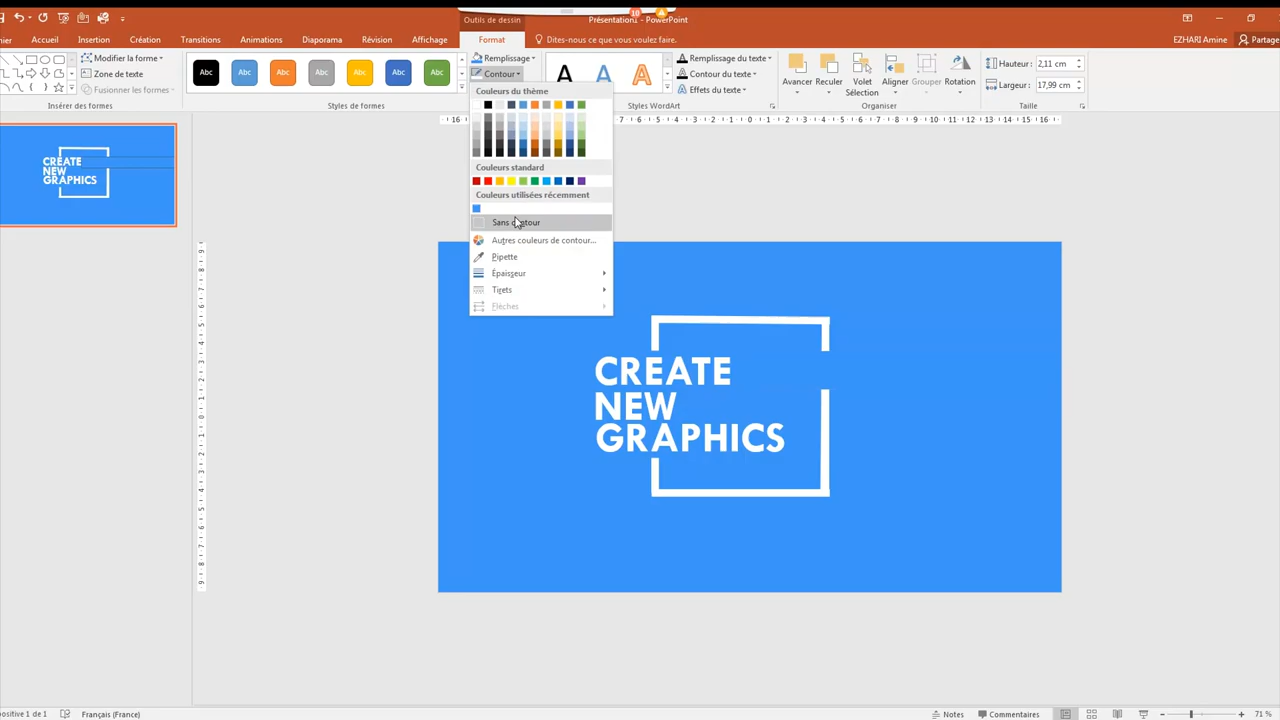 Outils de dessin
Présentation1 - PowerPoint
Accueil Insertion Création Transitions Animations Diaporama Révision Affichage Format Dites-nous ce que vous voulez faire. EZHARI Amine
Modifier la forme
Zone de texte
Fusionner les formes
Insérer des formes
Abc Abc Abc Abc Abc Abc Abc
Styles de formes
Remplissage
Contour
A A A
Remplissage du texte
Contour du texte
Effets du texte
Styles WordArt
Avancer Reculer Volet Sélection Aligner Grouper Rotation
Organiser
Hauteur : 2,11 cm
Largeur : 17,99 cm
Taille
Couleurs du thème
Couleurs standard
Couleurs utilisées récemment
Sans contour
Autres couleurs de contour...
Pipette
Épaisseur
Tirets
Flèches
CREATE
NEW
GRAPHICS
CREATE
NEW
GRAPHICS
Français (France)
Notes
Commentaires
71 %